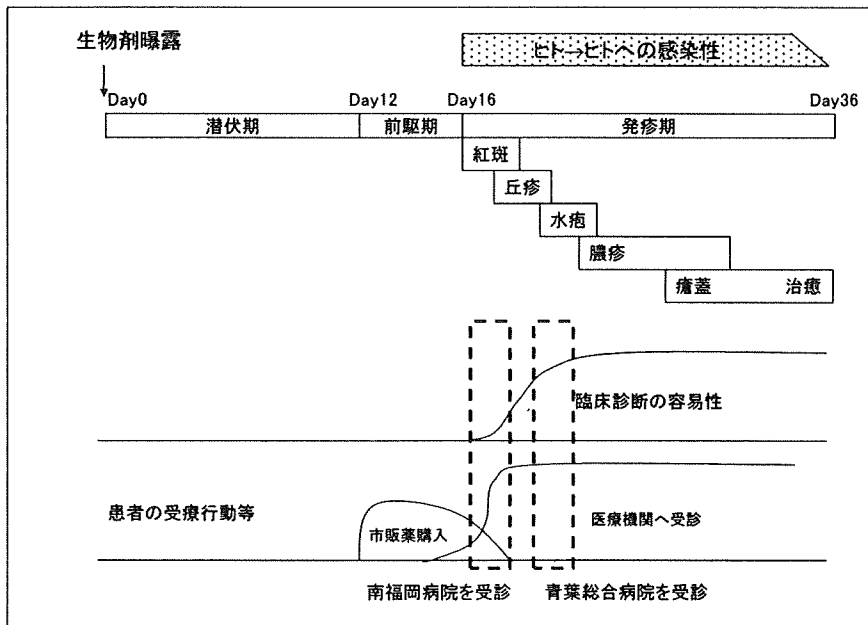 生物剤曝露
ヒト→ヒトへの感染性
Day0 Day12 Day16 Day36
潜伏期 前駆期 発疹期
紅斑
丘疹
水疱
膿疹
瘡蓋 治癒
臨床診断の容易性
患者の受療行動等
市販薬購入
医療機関へ受診
南福岡病院を受診 青葉総合病院を受診